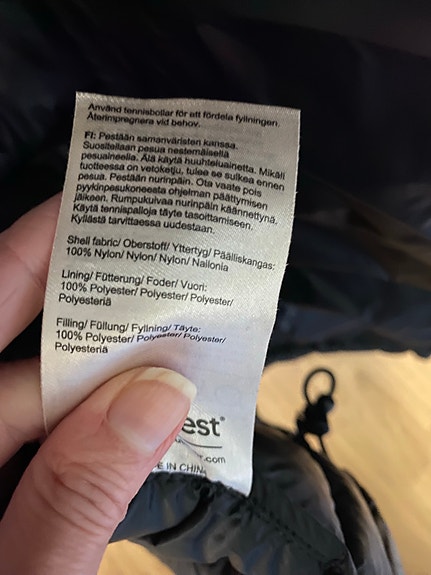 Använd tennisbollar för ett fördela fyllningen.
Återimpregnera vid behov.
FI: Pestään samanväristen kanssa.
Suositellaan pesua nestemäisellä
pesuaineella. Älä käytä huuhteluainetta. Mikäli
tuotteessa on vetoketju, tulee se sulkea ennen
pesua. Pestään nurinpäin. Ota vaate pois
pyykinpesukoneesta ohjelman päättymisen
jälkeen. Rumpukuivaa nurinpäin käännettynä.
Käytä tennispalloja täyte tasoittamiseen.
Kyllästä tarvittaessa uudestaan.
Shell fabric/ Oberstoff/ Yttertyg/ Päälliskangas:
100% Nylon/ Nylon/ Nylon/ Nailonia
Lining/ Fütterung/ Foder/ Vuori:
100% Polyester/ Polyester/ Polyester/
Polyesteriä
Filling/ Füllung/ Fyllning/ Täyte:
100% Polyester/ Polyester/ Polyester/
Polyesteriä
est®
.com
E IN CHINA